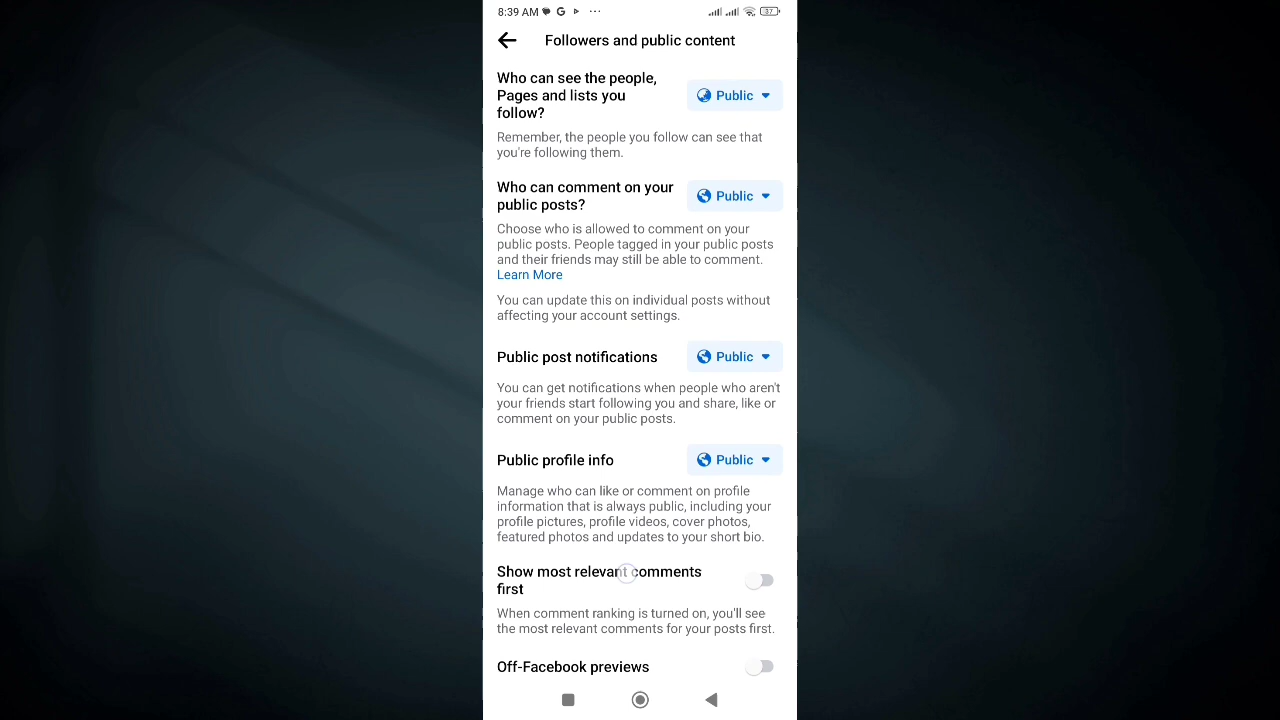 8:39 AM G ...
37
Followers and public content
Who can see the people,
Pages and lists you
follow?
Public
Remember, the people you follow can see that
you're following them.
Who can comment on your
public posts?
Public
Choose who is allowed to comment on your
public posts. People tagged in your public posts
and their friends may still be able to comment.
Learn More
You can update this on individual posts without
affecting your account settings.
Public post notifications
Public
You can get notifications when people who aren't
your friends start following you and share, like or
comment on your public posts.
Public profile info
Public
Manage who can like or comment on profile
information that is always public, including your
profile pictures, profile videos, cover photos,
featured photos and updates to your short bio.
Show most relevant comments
first
When comment ranking is turned on, you'll see
the most relevant comments for your posts first.
Off-Facebook previews